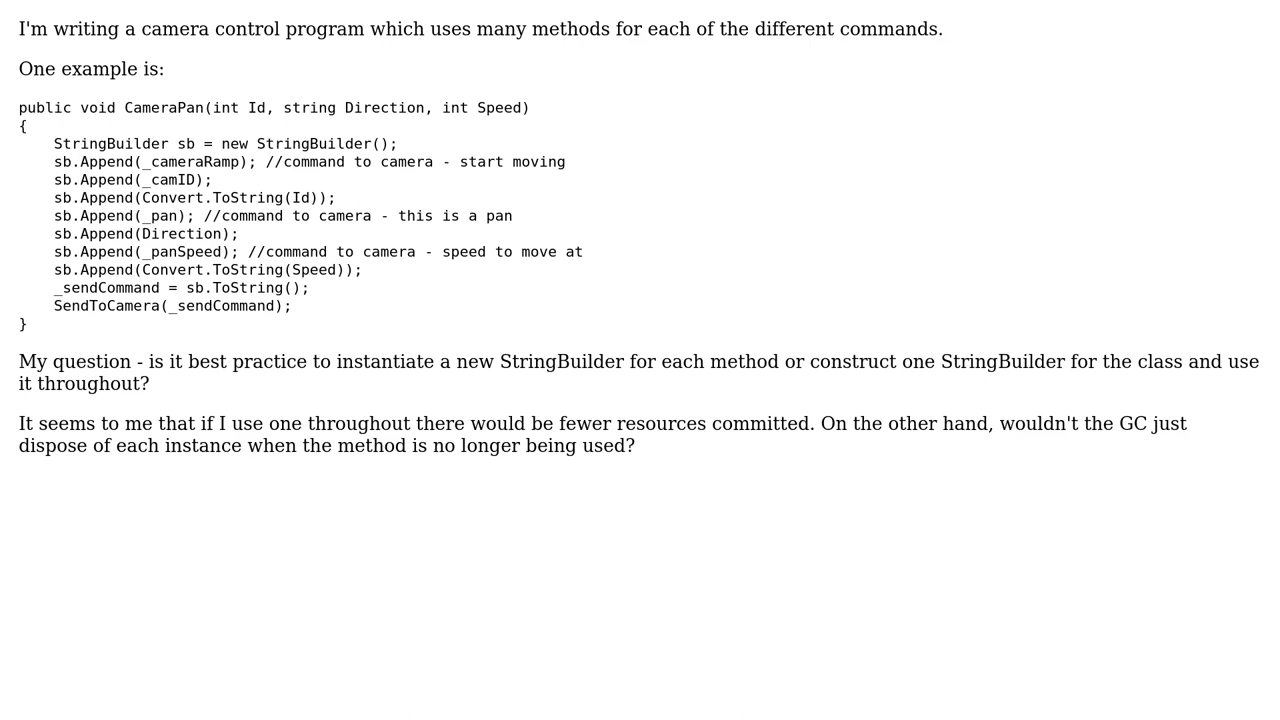 I'm writing a camera control program which uses many methods for each of the different commands.
One example is:
public void CameraPan(int Id, string Direction, int Speed)
{
    StringBuilder sb = new StringBuilder();
    sb.Append(_cameraRamp); //command to camera - start moving
    sb.Append(_camID);
    sb.Append(Convert.ToString(Id));
    sb.Append(_pan); //command to camera - this is a pan
    sb.Append(Direction);
    sb.Append(_panSpeed); //command to camera - speed to move at
    sb.Append(Convert.ToString(Speed));
    _sendCommand = sb.ToString();
    SendToCamera(_sendCommand);
}
My question - is it best practice to instantiate a new StringBuilder for each method or construct one StringBuilder for the class and use
it throughout?
It seems to me that if I use one throughout there would be fewer resources committed. On the other hand, wouldn't the GC just
dispose of each instance when the method is no longer being used?